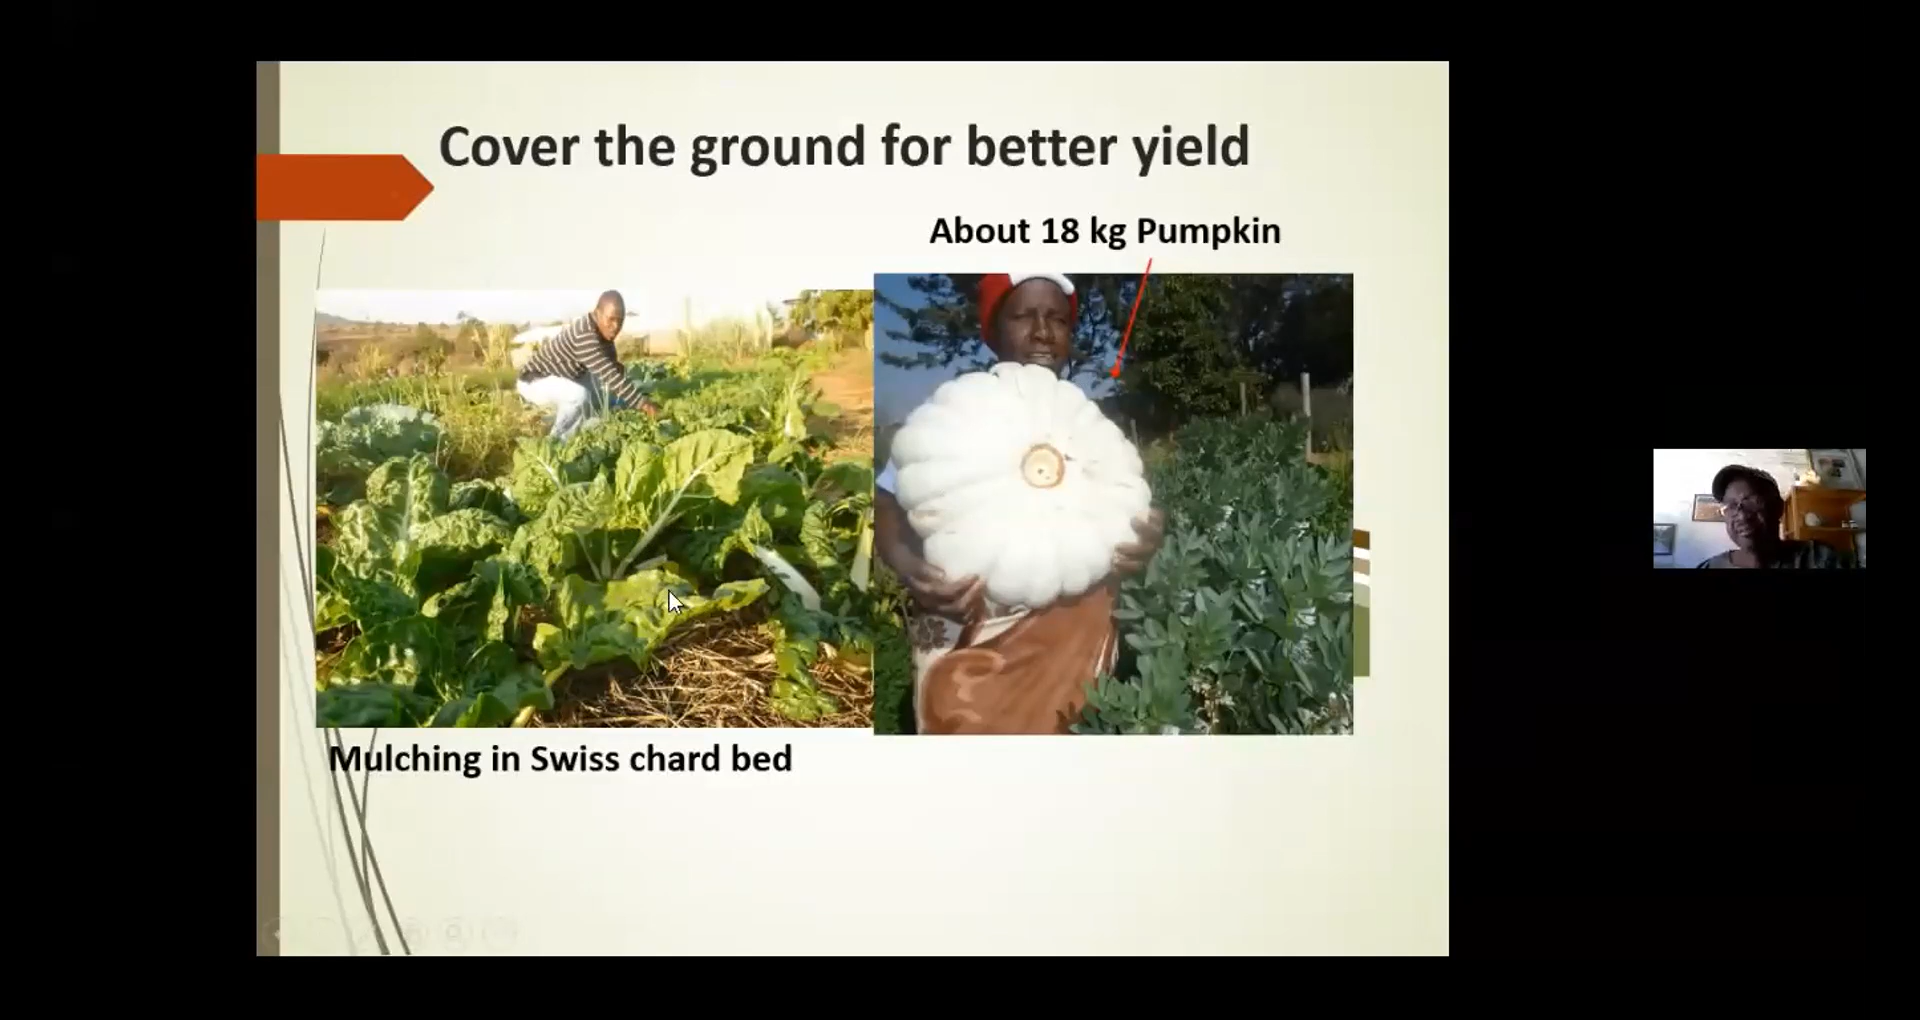 Cover the ground for better yield
About 18 kg Pumpkin
Mulching in Swiss chard bed